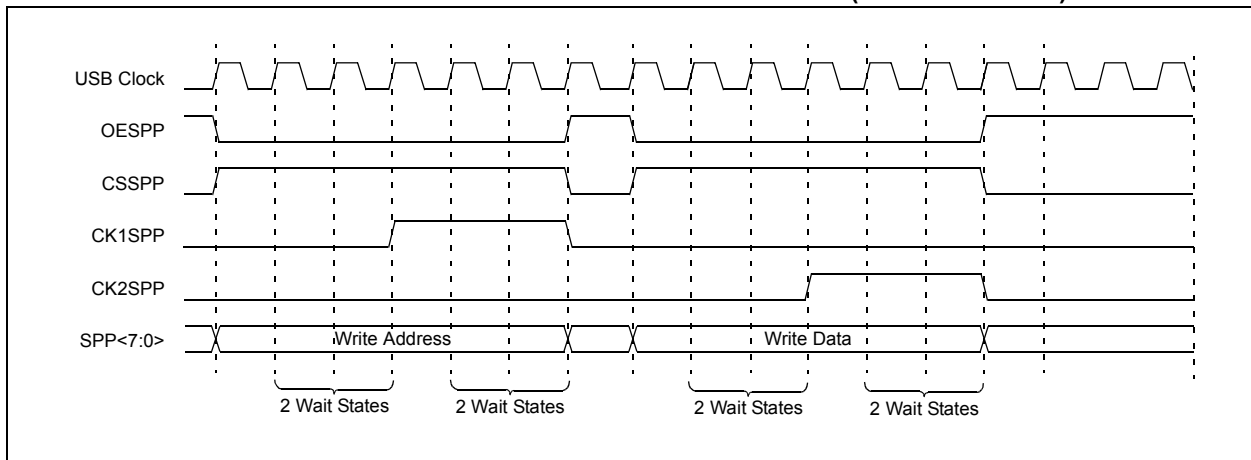 USB Clock
OESPP
CSSPP
CK1SPP
CK2SPP
SPP<7:0>
Write Address
Write Data
2 Wait States
2 Wait States
2 Wait States
2 Wait States